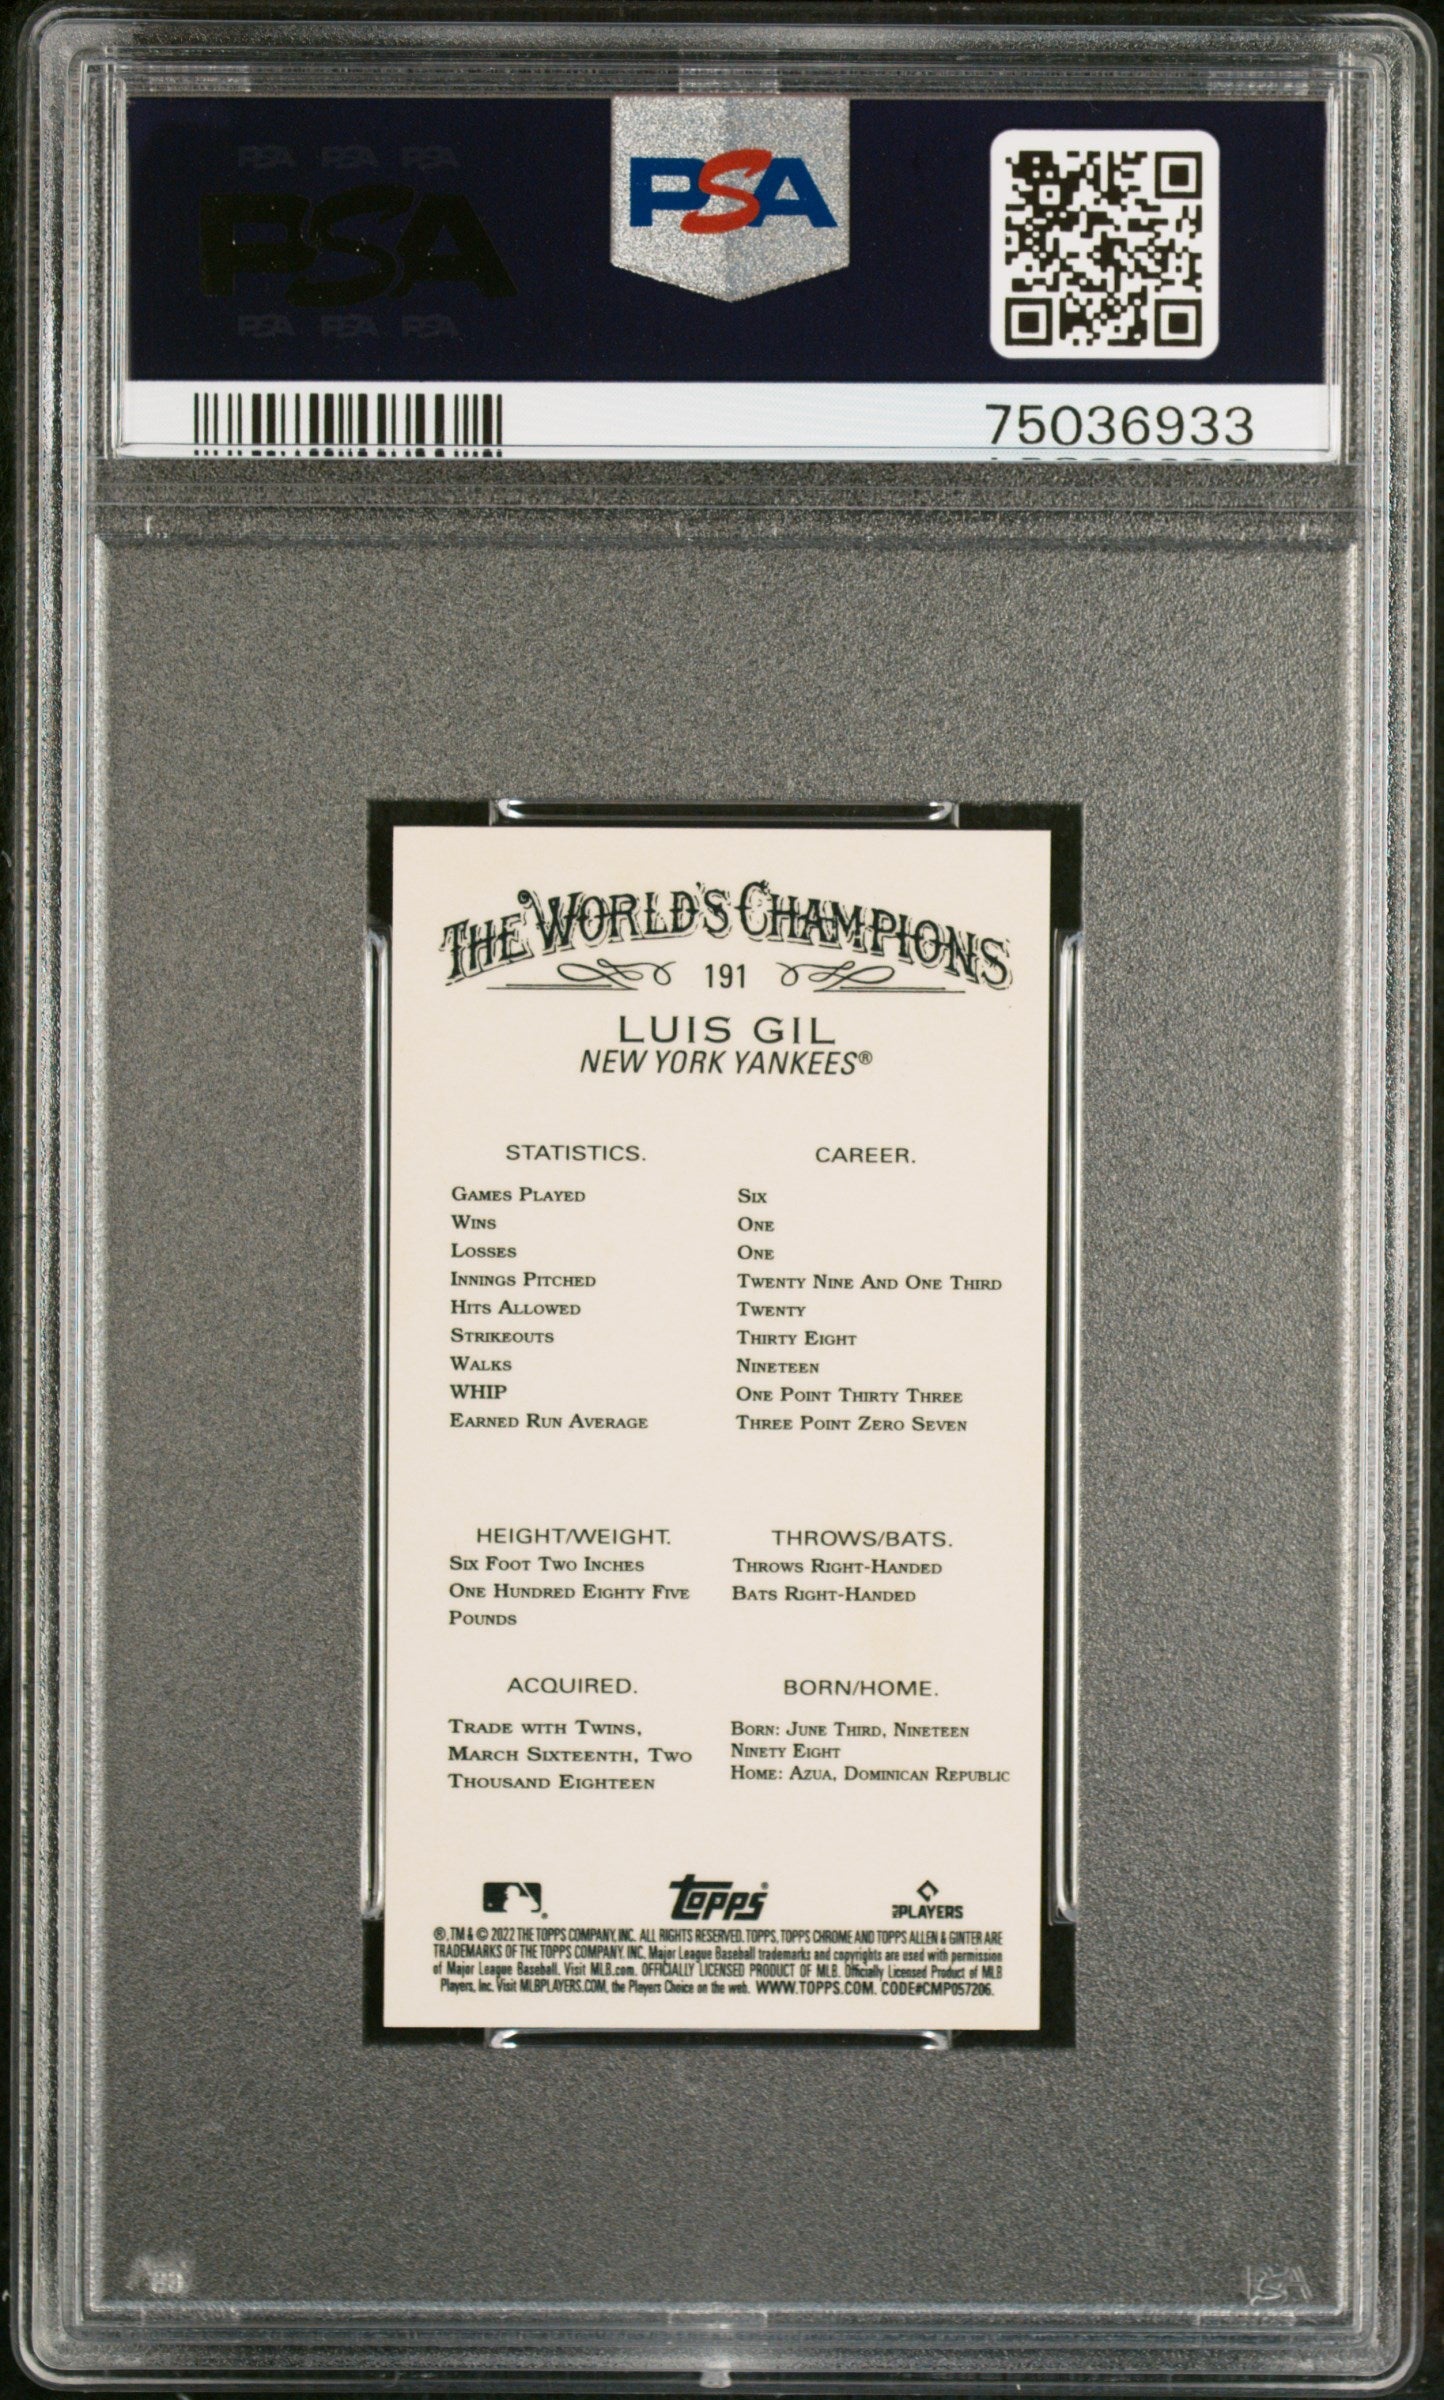 PSA PSA PSA
PSA
PSA PSA PSA
PSA
75036933
THE WORLD'S CHAMPIONS
191
LUIS GIL
NEW YORK YANKEES®
STATISTICS. CAREER.
GAMES PLAYED SIX
WINS ONE
LOSSES ONE
INNINGS PITCHED TWENTY NINE AND ONE THIRD
HITS ALLOWED TWENTY
STRIKEOUTS THIRTY EIGHT
WALKS NINETEEN
WHIP ONE POINT THIRTY THREE
EARNED RUN AVERAGE THREE POINT ZERO SEVEN
HEIGHT/WEIGHT.
SIX FOOT TWO INCHES
ONE HUNDRED EIGHTY FIVE
POUNDS
THROWS/BATS.
THROWS RIGHT-HANDED
BATS RIGHT-HANDED
ACQUIRED.
TRADE WITH TWINS,
MARCH SIXTEENTH, TWO
THOUSAND EIGHTEEN
BORN/HOME.
BORN: JUNE THIRD, NINETEEN
NINETY EIGHT
HOME: AZUA, DOMINICAN REPUBLIC
Topps®
PLAYERS
®, TM & © 2022 THE TOPPS COMPANY, INC. ALL RIGHTS RESERVED. TOPPS, TOPPS CHROME AND TOPPS ALLEN & GINTER ARE
TRADEMARKS OF THE TOPPS COMPANY, INC. Major League Baseball trademarks and copyrights are used with permission
of Major League Baseball. Visit MLB.com. OFFICIALLY LICENSED PRODUCT OF MLB. Officially Licensed Product of MLB
Players, Inc. Visit MLBPLAYERS.COM, the Players Choice on the web. WWW.TOPPS.COM. CODE#CMP057206.
PSA